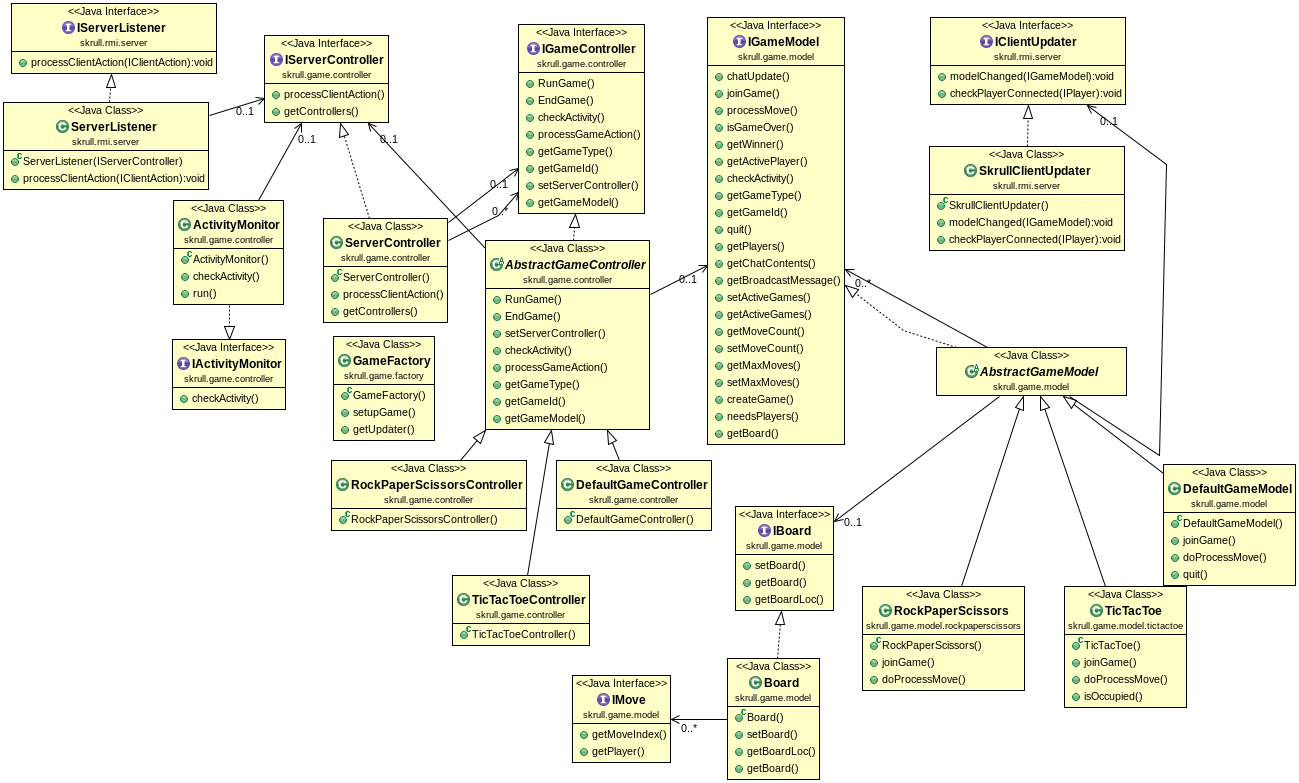 <<Java Interface>>
IServerListener
skrull.rmi.server
processClientAction(IClientAction):void
<<Java Class>>
ServerListener
skrull.rmi.server
ServerListener(IServerController)
processClientAction(IClientAction):void
0..1
<<Java Interface>>
IServerController
skrull.game.controller
processClientAction()
getControllers()
0..1
0..1
<<Java Class>>
ActivityMonitor
skrull.game.controller
ActivityMonitor()
checkActivity()
run()
<<Java Interface>>
IActivityMonitor
skrull.game.controller
checkActivity()
<<Java Class>>
ServerController
skrull.game.controller
ServerController()
processClientAction()
getControllers()
0..1
0..*
<<Java Class>>
GameFactory
skrull.game.factory
GameFactory()
setupGame()
getUpdater()
<<Java Interface>>
IGameController
skrull.game.controller
RunGame()
EndGame()
checkActivity()
processGameAction()
getGameType()
getGameId()
setServerController()
getGameModel()
<<Java Class>>
AbstractGameController
skrull.game.controller
RunGame()
EndGame()
setServerController()
checkActivity()
processGameAction()
getGameType()
getGameId()
getGameModel()
0..1
<<Java Class>>
RockPaperScissorsController
skrull.game.controller
RockPaperScissorsController()
<<Java Class>>
DefaultGameController
skrull.game.controller
DefaultGameController()
<<Java Class>>
TicTacToeController
skrull.game.controller
TicTacToeController()
<<Java Interface>>
IGameModel
skrull.game.model
chatUpdate()
joinGame()
processMove()
isGameOver()
getWinner()
getActivePlayer()
checkActivity()
getGameType()
getGameId()
quit()
getPlayers()
getChatContents()
getBroadcastMessage()
setActiveGames()
getActiveGames()
getMoveCount()
setMoveCount()
getMaxMoves()
setMaxMoves()
createGame()
needsPlayers()
getBoard()
0..*
<<Java Interface>>
IClientUpdater
skrull.rmi.server
modelChanged(IGameModel):void
checkPlayerConnected(IPlayer):void
0..1
<<Java Class>>
SkrullClientUpdater
skrull.rmi.server
SkrullClientUpdater()
modelChanged(IGameModel):void
checkPlayerConnected(IPlayer):void
<<Java Class>>
AbstractGameModel
skrull.game.model
0..1
<<Java Interface>>
IBoard
skrull.game.model
setBoard()
getBoard()
getBoardLoc()
<<Java Class>>
DefaultGameModel
skrull.game.model
DefaultGameModel()
joinGame()
doProcessMove()
quit()
<<Java Class>>
RockPaperScissors
skrull.game.model.rockpaperscissors
RockPaperScissors()
joinGame()
doProcessMove()
<<Java Class>>
TicTacToe
skrull.game.model.tictactoe
TicTacToe()
joinGame()
doProcessMove()
isOccupied()
<<Java Interface>>
IMove
skrull.game.model
getMoveIndex()
getPlayer()
0..*
<<Java Class>>
Board
skrull.game.model
Board()
setBoard()
getBoardLoc()
getBoard()